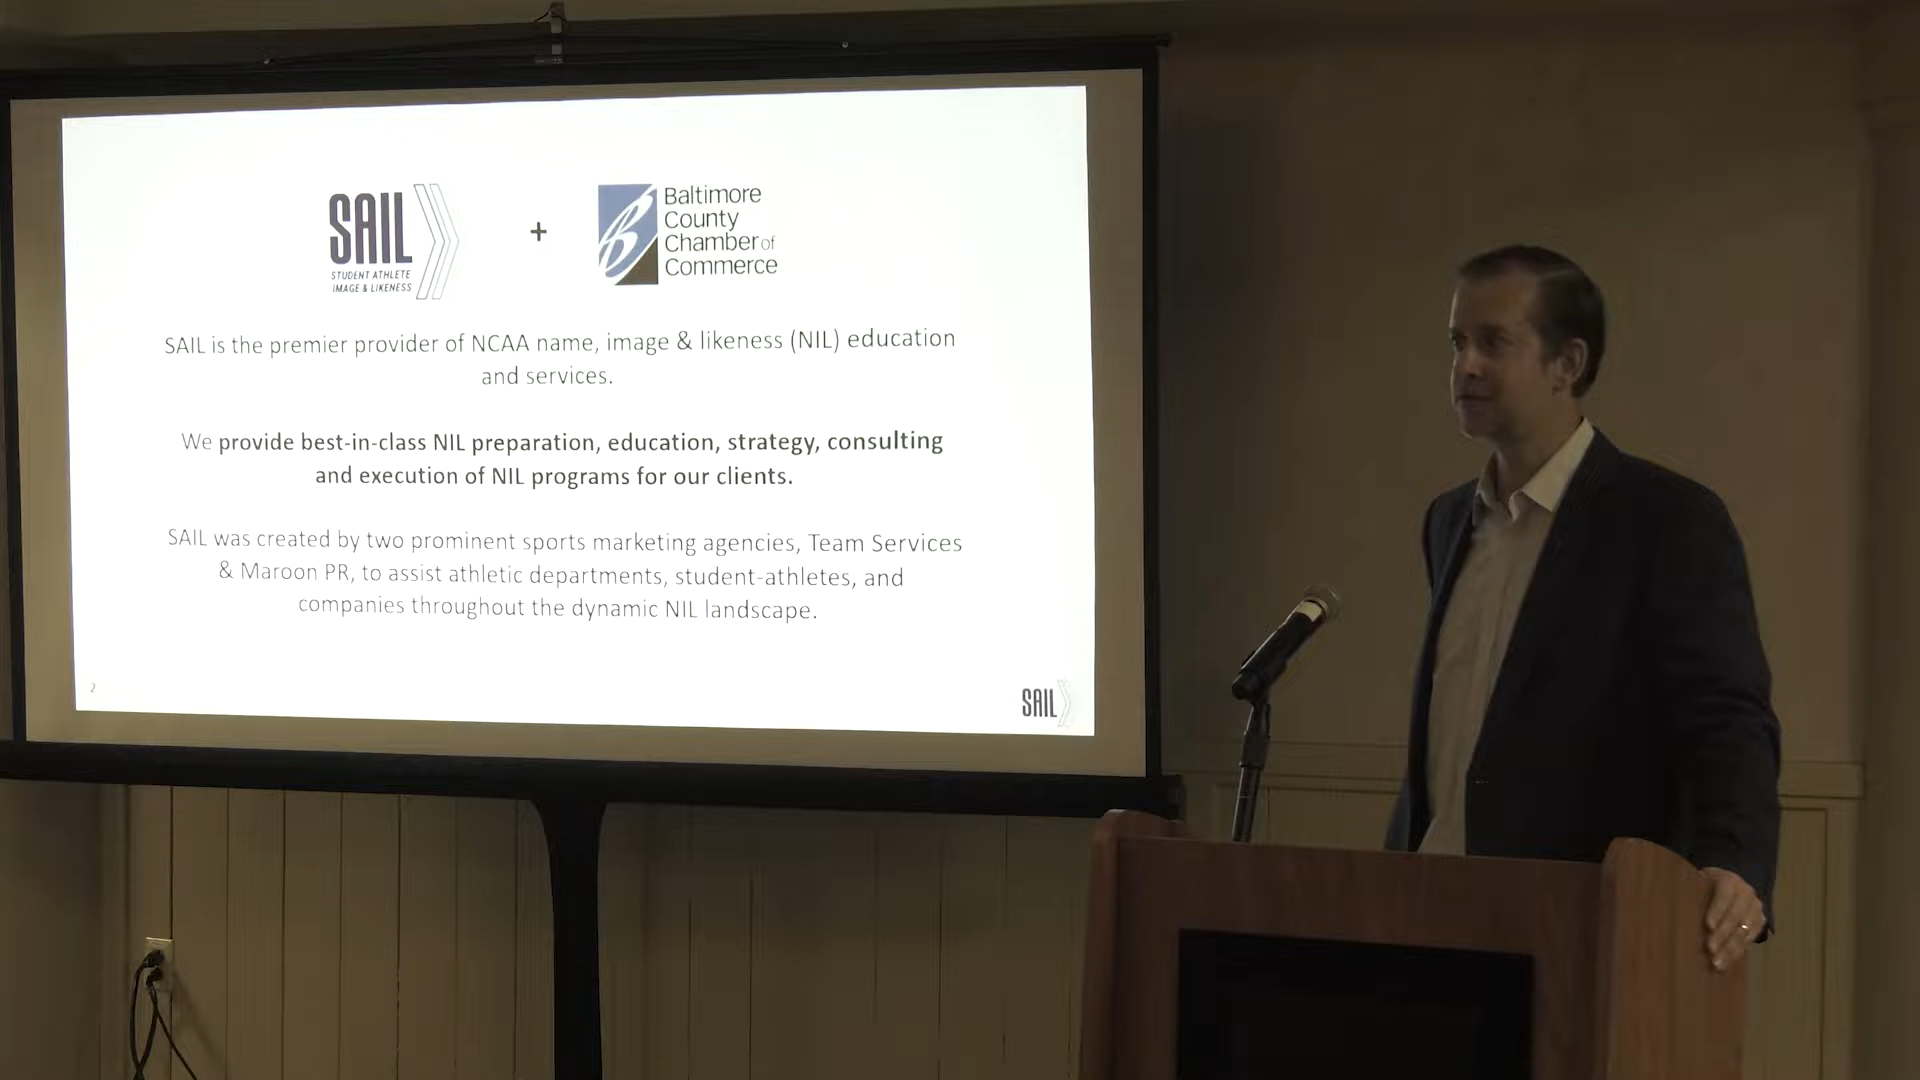 SAIL
STUDENT ATHLETE
IMAGE & LIKENESS
+
Baltimore
County
Chamber of
Commerce
SAIL is the premier provider of NCAA name, image & likeness (NIL) education
and services.
We provide best-in-class NIL preparation, education, strategy, consulting
and execution of NIL programs for our clients.
SAIL was created by two prominent sports marketing agencies, Team Services
& Maroon PR, to assist athletic departments, student-athletes, and
companies throughout the dynamic NIL landscape.
2
SAIL